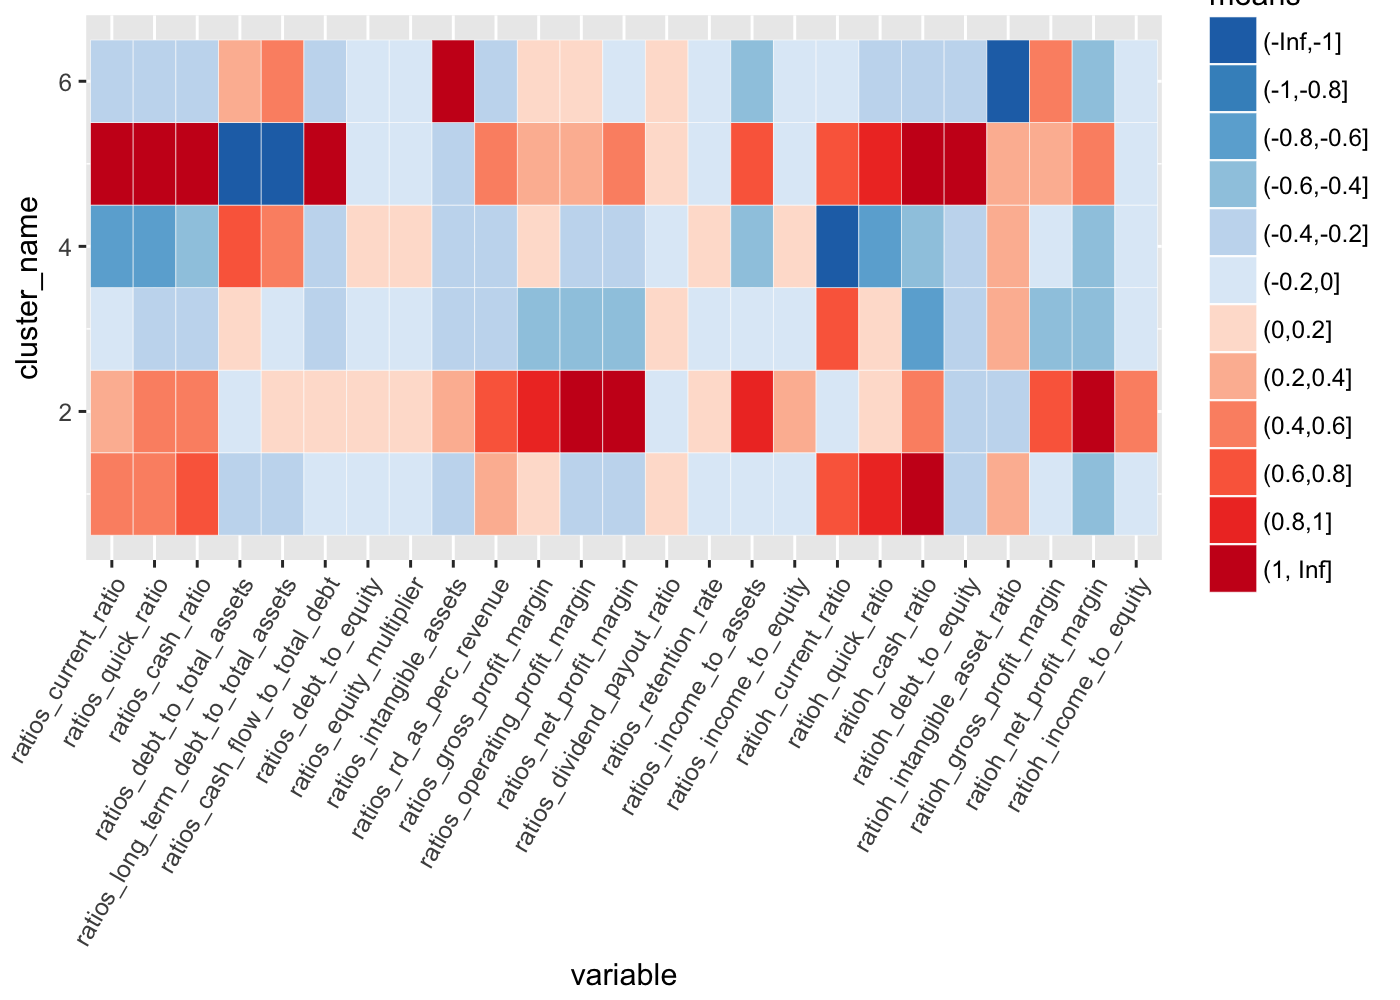 means
(-Inf,-1]
(-1,-0.8]
(-0.8,-0.6]
(-0.6,-0.4]
(-0.4,-0.2]
(-0.2,0]
(0,0.2]
(0.2,0.4]
(0.4,0.6]
(0.6,0.8]
(0.8,1]
(1, Inf]
cluster_name
6
4
2
ratios_current_ratio
ratios_quick_ratio
ratios_cash_ratio
ratios_debt_to_total_assets
ratios_long_term_debt_to_total_assets
ratios_cash_flow_to_total_debt
ratios_debt_to_equity
ratios_equity_multiplier
ratios_intangible_assets
ratios_rd_as_perc_revenue
ratios_gross_profit_margin
ratios_operating_profit_margin
ratios_net_profit_margin
ratios_dividend_payout_ratio
ratios_retention_rate
ratios_income_to_assets
ratios_income_to_equity
ratioh_current_ratio
ratioh_quick_ratio
ratioh_cash_ratio
ratioh_debt_to_equity
ratioh_intangible_asset_ratio
ratioh_gross_profit_margin
ratioh_net_profit_margin
ratioh_income_to_equity
variable